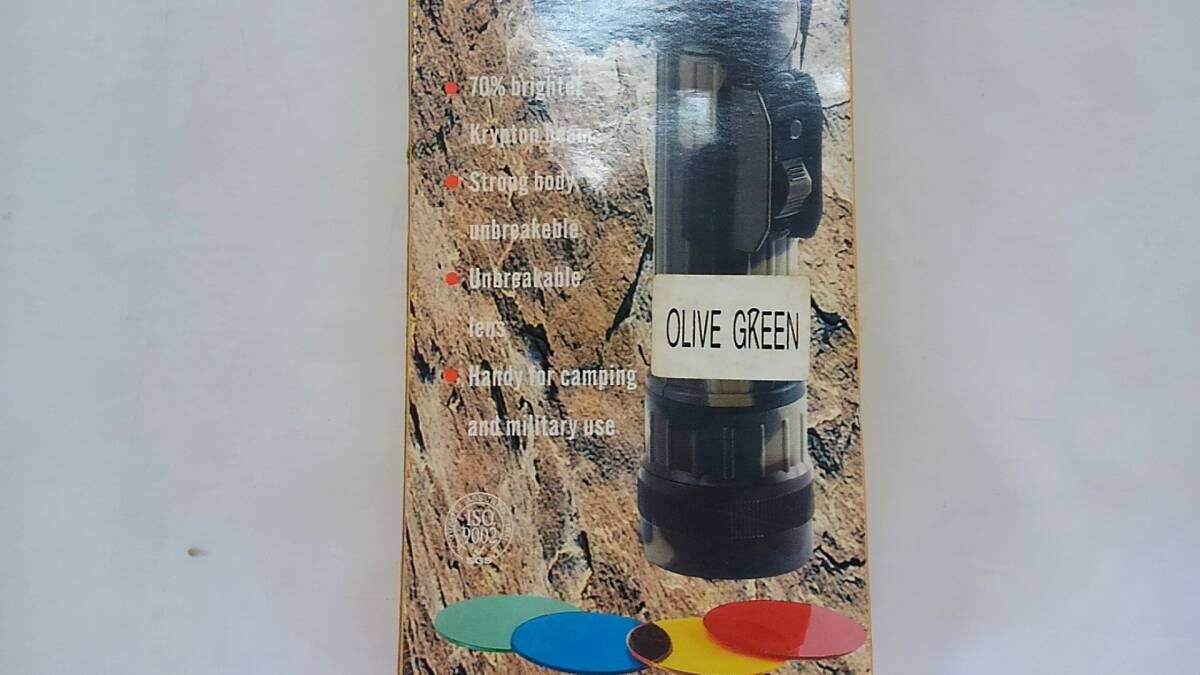 70% brighter
Krypton beam
Strong body
unbreakeble
Unbreakable
lens
Handy for camping
and military use
OLIVE GREEN
ISO
9002
SGS